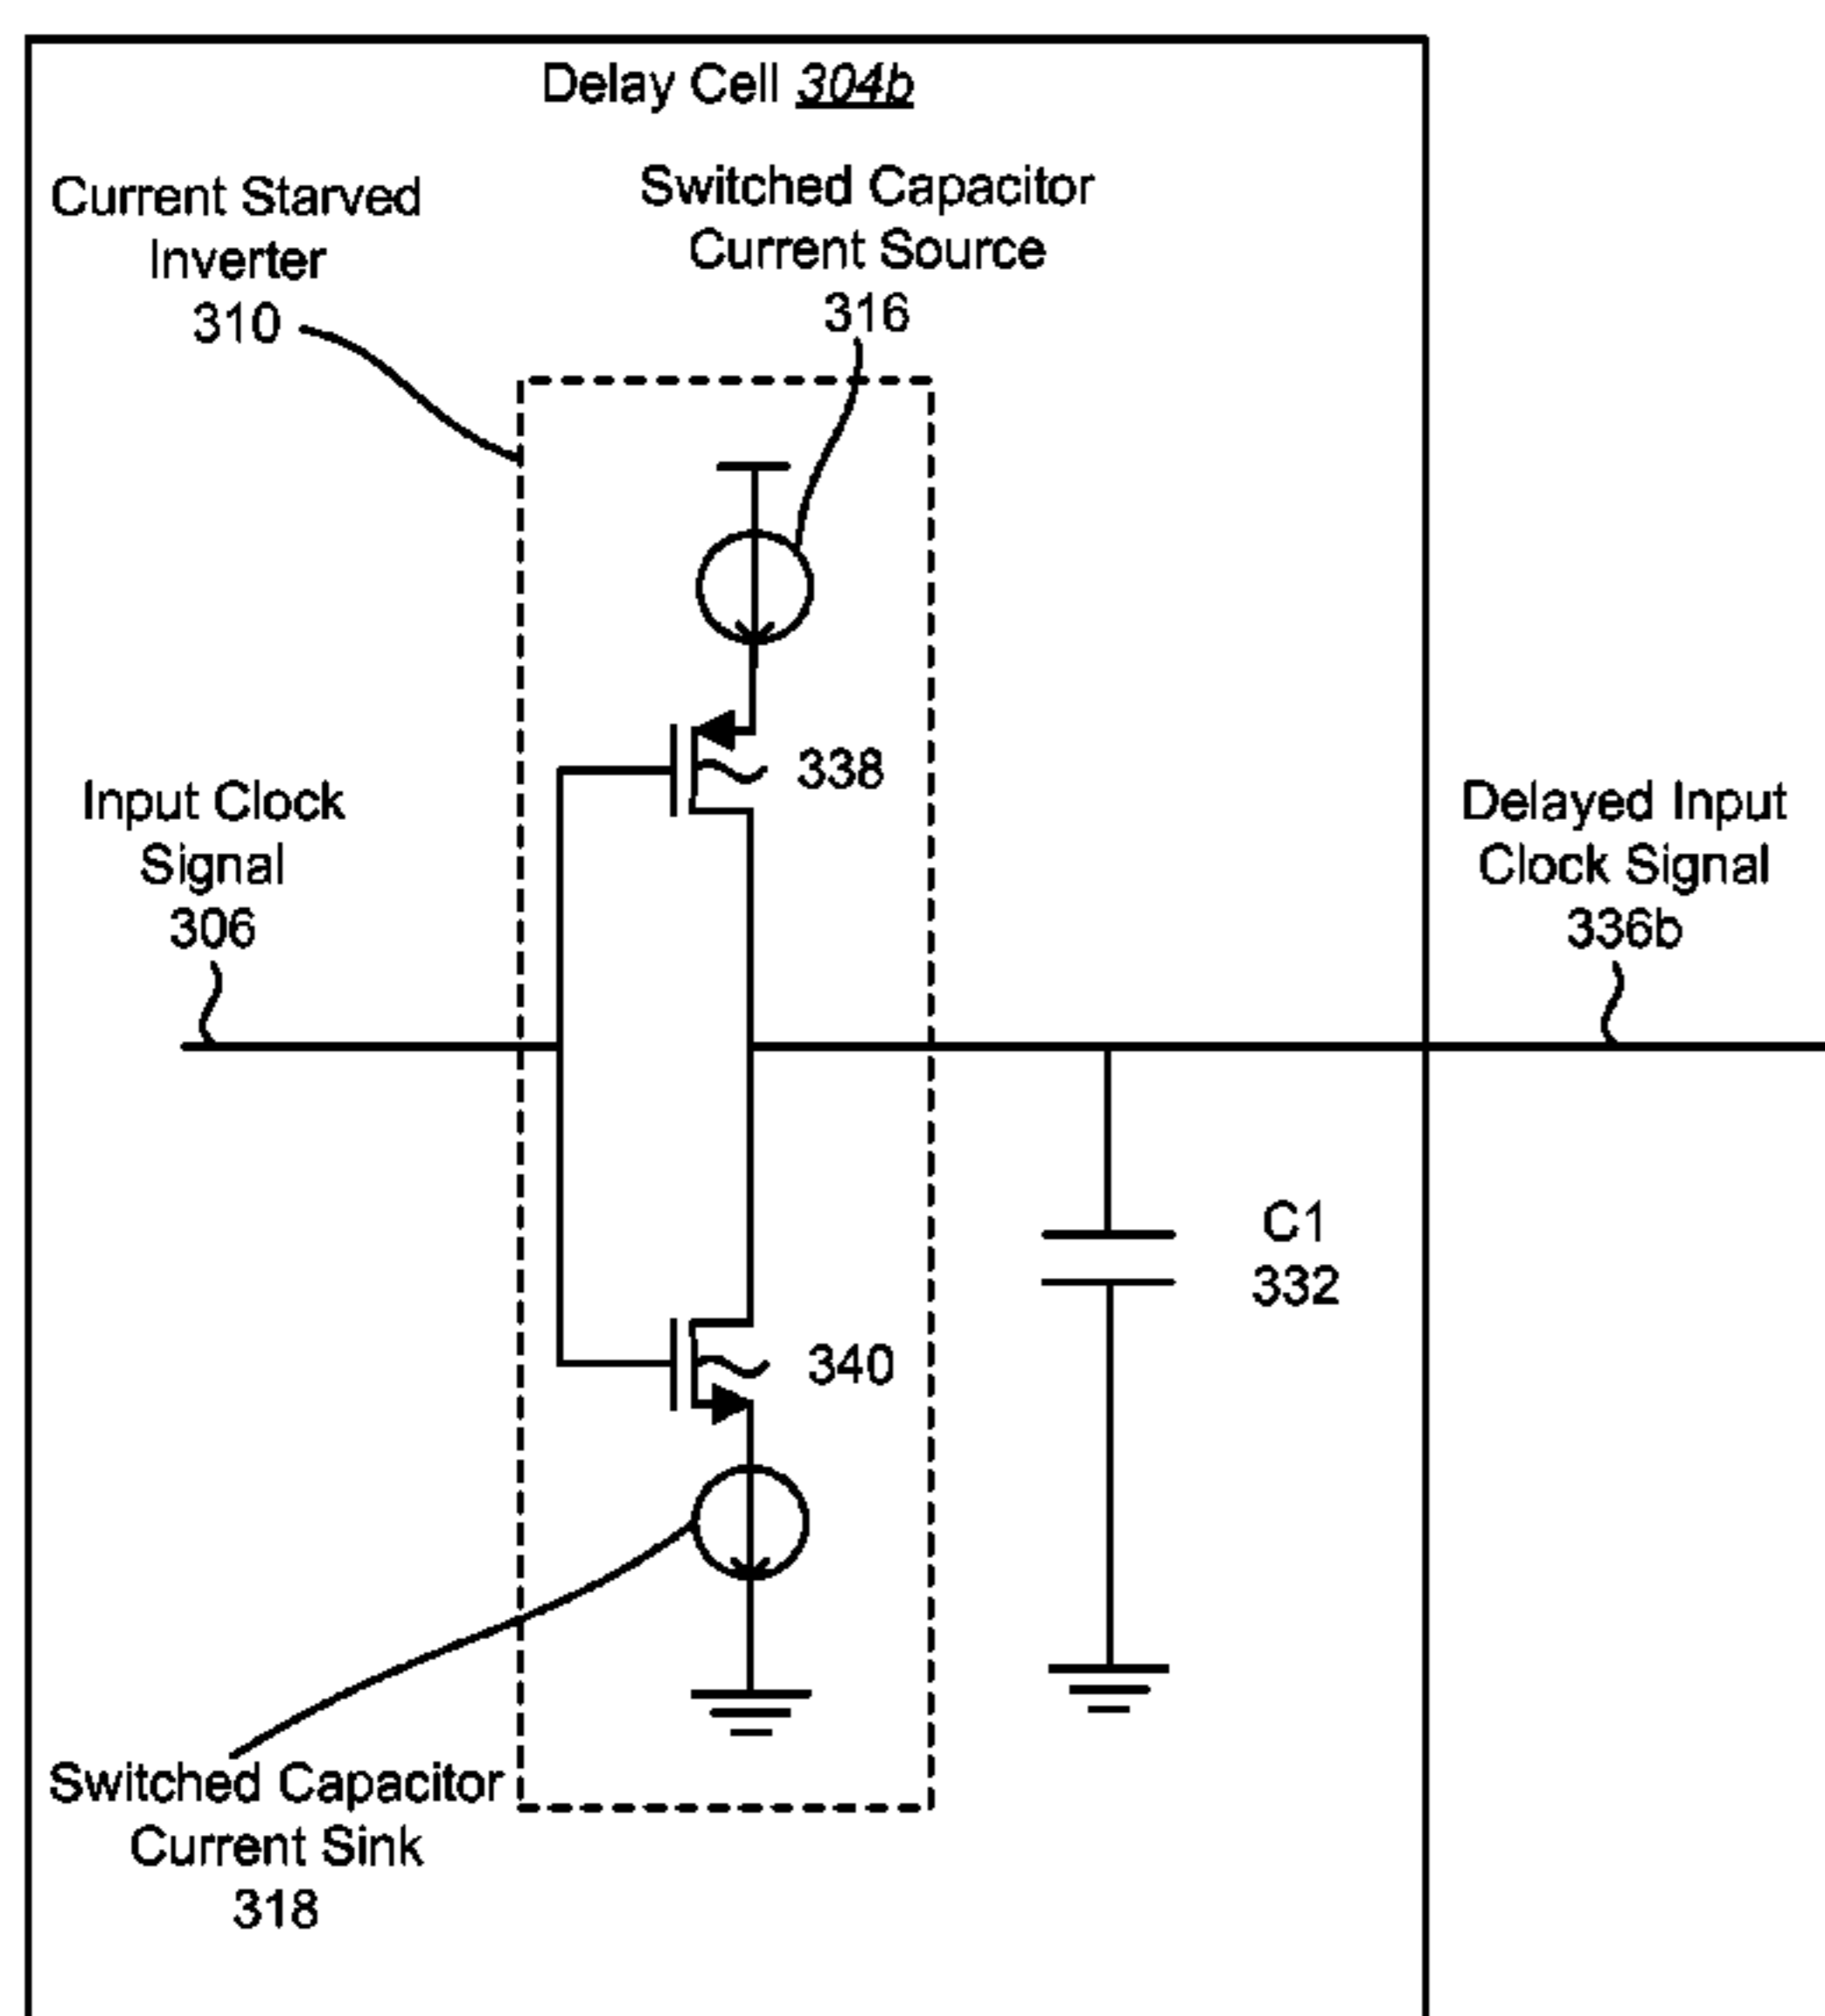 Delay Cell 304b
Current Starved
Inverter
310
Switched Capacitor
Current Source
316
338
Input Clock
Signal
306
Delayed Input
Clock Signal
336b
C1
332
340
Switched Capacitor
Current Sink
318